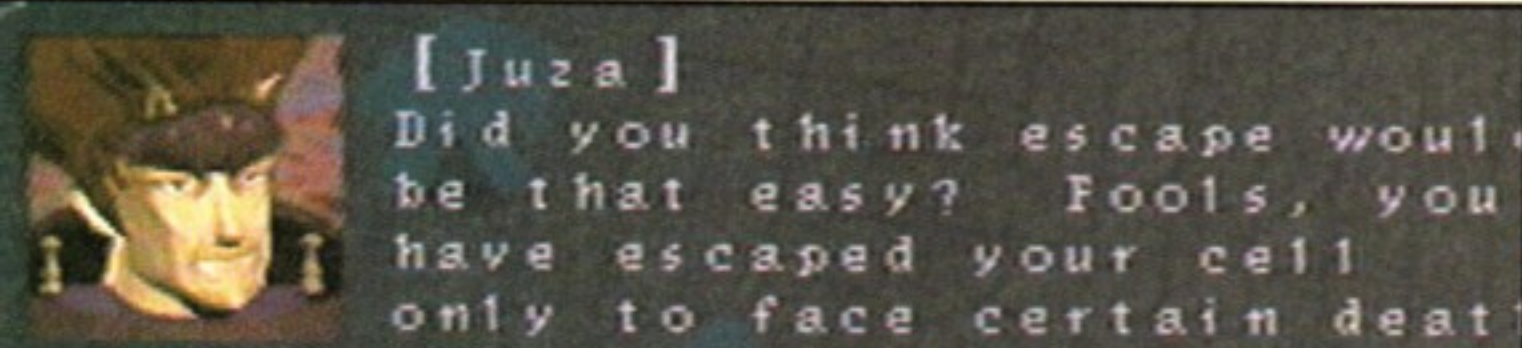 [Juza]
Did you think escape woul
be that easy? Fools, you
have escaped your cell
only to face certain deat